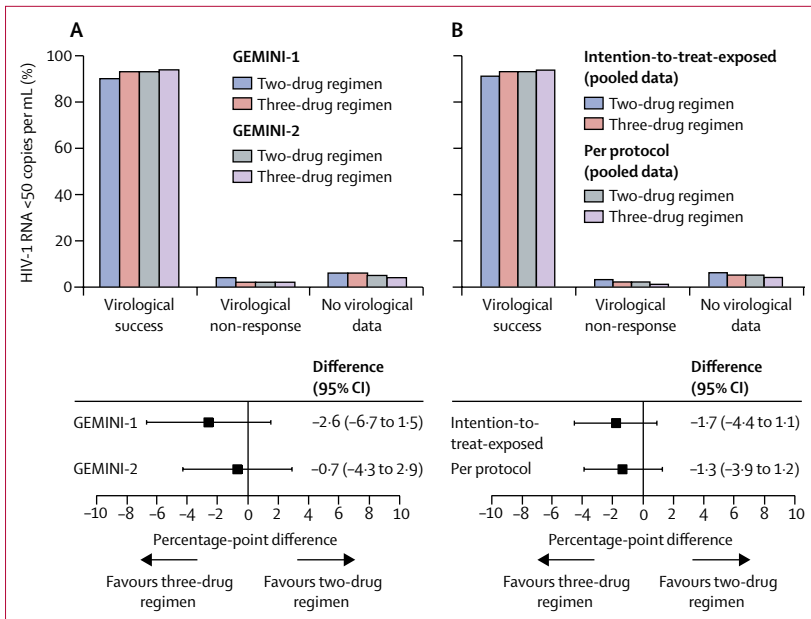 A
B
HIV-1 RNA <50 copies per mL (%)
100
80
60
40
20
0
GEMINI-1
Two-drug regimen
Three-drug regimen
GEMINI-2
Two-drug regimen
Three-drug regimen
Virological success
Virological non-response
No virological data
Intention-to-treat-exposed
(pooled data)
Two-drug regimen
Three-drug regimen
Per protocol
(pooled data)
Two-drug regimen
Three-drug regimen
Virological success
Virological non-response
No virological data
Difference
(95% CI)
GEMINI-1
−2·6 (−6·7 to 1·5)
GEMINI-2
−0·7 (−4·3 to 2·9)
−10 −8 −6 −4 −2 0 2 4 6 8 10
Percentage-point difference
Favours three-drug regimen
Favours two-drug regimen
Difference
(95% CI)
Intention-to-
treat-exposed
−1·7 (−4·4 to 1·1)
Per protocol
−1·3 (−3·9 to 1·2)
−10 −8 −6 −4 −2 0 2 4 6 8 10
Percentage-point difference
Favours three-drug regimen
Favours two-drug regimen